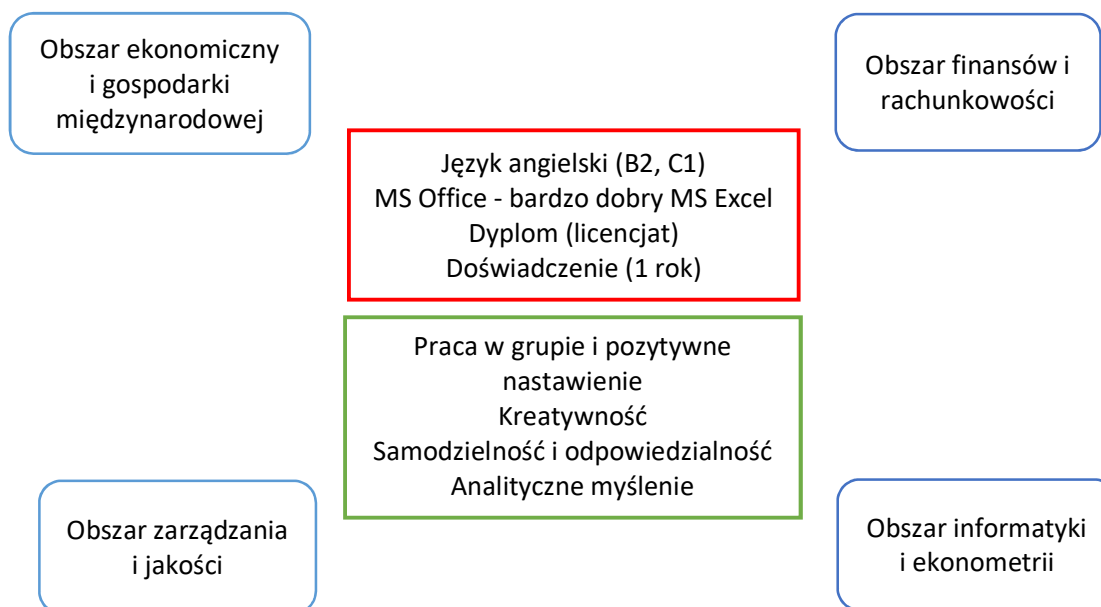 Obszar ekonomiczny
i gospodarki
międzynarodowej
Obszar finansów i
rachunkowości
Język angielski (B2, C1)
MS Office - bardzo dobry MS Excel
Dyplom (licencjat)
Doświadczenie (1 rok)
Praca w grupie i pozytywne
nastawienie
Kreatywność
Samodzielność i odpowiedzialność
Analityczne myślenie
Obszar zarządzania
i jakości
Obszar informatyki
i ekonometrii